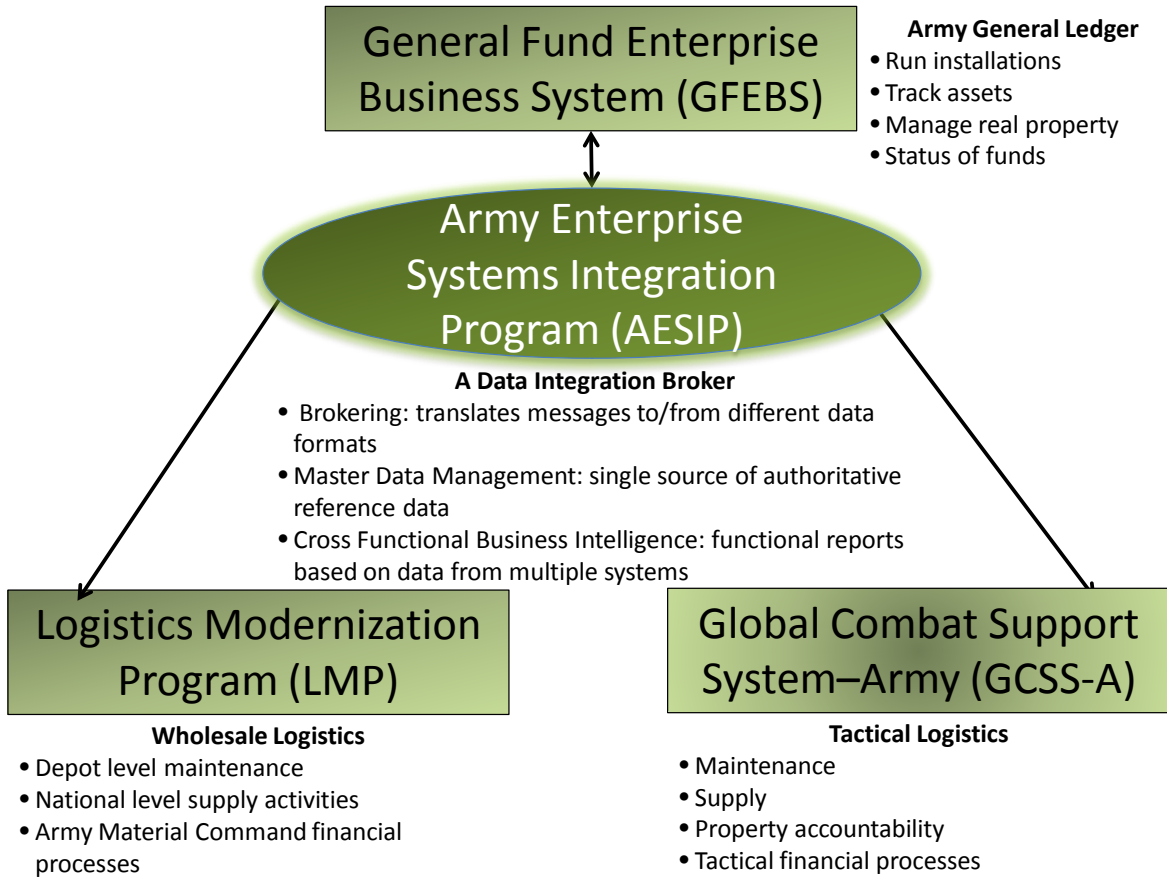 General Fund Enterprise
Business System (GFEBS)
Army General Ledger
• Run installations
• Track assets
• Manage real property
• Status of funds
Army Enterprise
Systems Integration
Program (AESIP)
A Data Integration Broker
• Brokering: translates messages to/from different data
formats
• Master Data Management: single source of authoritative
reference data
• Cross Functional Business Intelligence: functional reports
based on data from multiple systems
Logistics Modernization
Program (LMP)
Wholesale Logistics
• Depot level maintenance
• National level supply activities
• Army Material Command financial
processes
Global Combat Support
System–Army (GCSS-A)
Tactical Logistics
• Maintenance
• Supply
• Property accountability
• Tactical financial processes